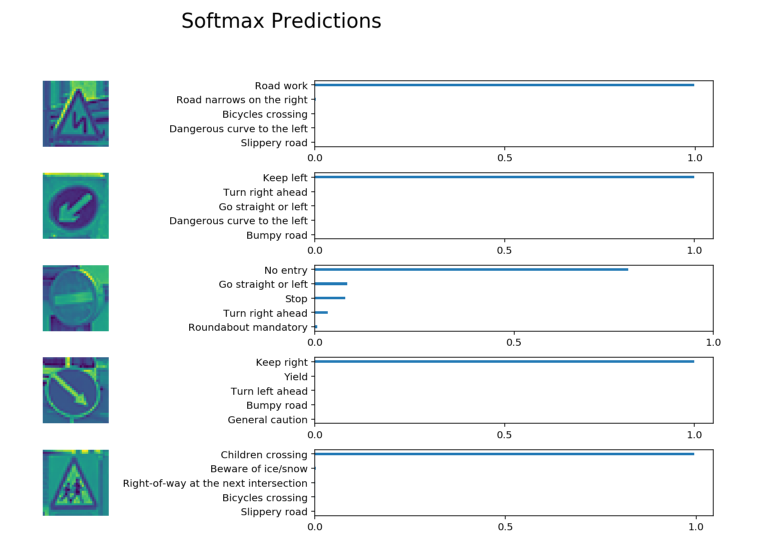 Softmax Predictions
Road work
Road narrows on the right
Bicycles crossing
Dangerous curve to the left
Slippery road
0.0 0.5 1.0
Keep left
Turn right ahead
Go straight or left
Dangerous curve to the left
Bumpy road
0.0 0.5 1.0
No entry
Go straight or left
Stop
Turn right ahead
Roundabout mandatory
0.0 0.5 1.0
Keep right
Yield
Turn left ahead
Bumpy road
General caution
0.0 0.5 1.0
Children crossing
Beware of ice/snow
Right-of-way at the next intersection
Bicycles crossing
Slippery road
0.0 0.5 1.0